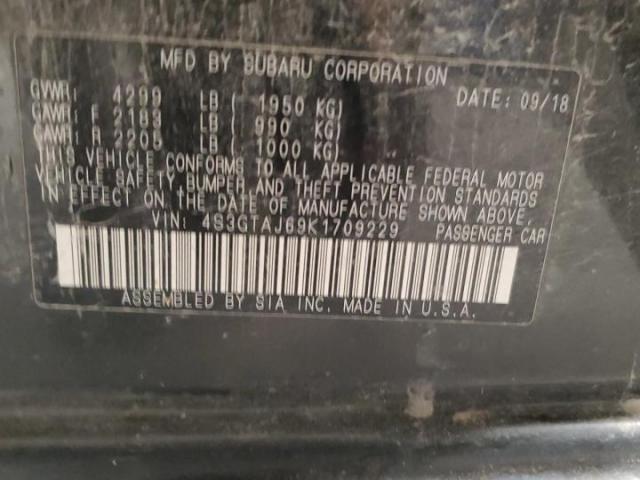 MFD BY SUBARU CORPORATION
GVWR: 4299 LB ( 1950 KG) DATE: 09/18
GAWR: F 2183 LB ( 990 KG)
GAWR: R 2205 LB ( 1000 KG)
THIS VEHICLE CONFORMS TO ALL APPLICABLE FEDERAL MOTOR
VEHICLE SAFETY, BUMPER AND THEFT PREVENTION STANDARDS
IN EFFECT ON THE DATE OF MANUFACTURE SHOWN ABOVE.
VIN: 4S3GTAJ69K1709229 PASSENGER CAR
ASSEMBLED BY SIA INC. MADE IN U.S.A.